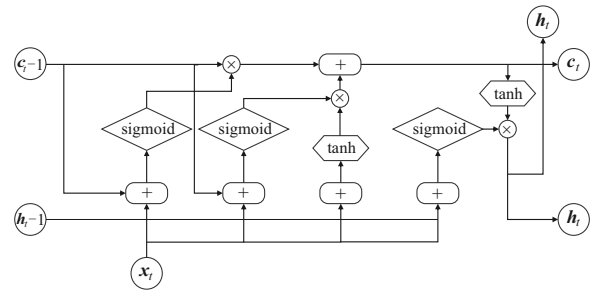 h_t
c_t−1 × + c_t
tanh
×
sigmoid sigmoid sigmoid ×
tanh
+ + + +
h_t−1 h_t
x_t